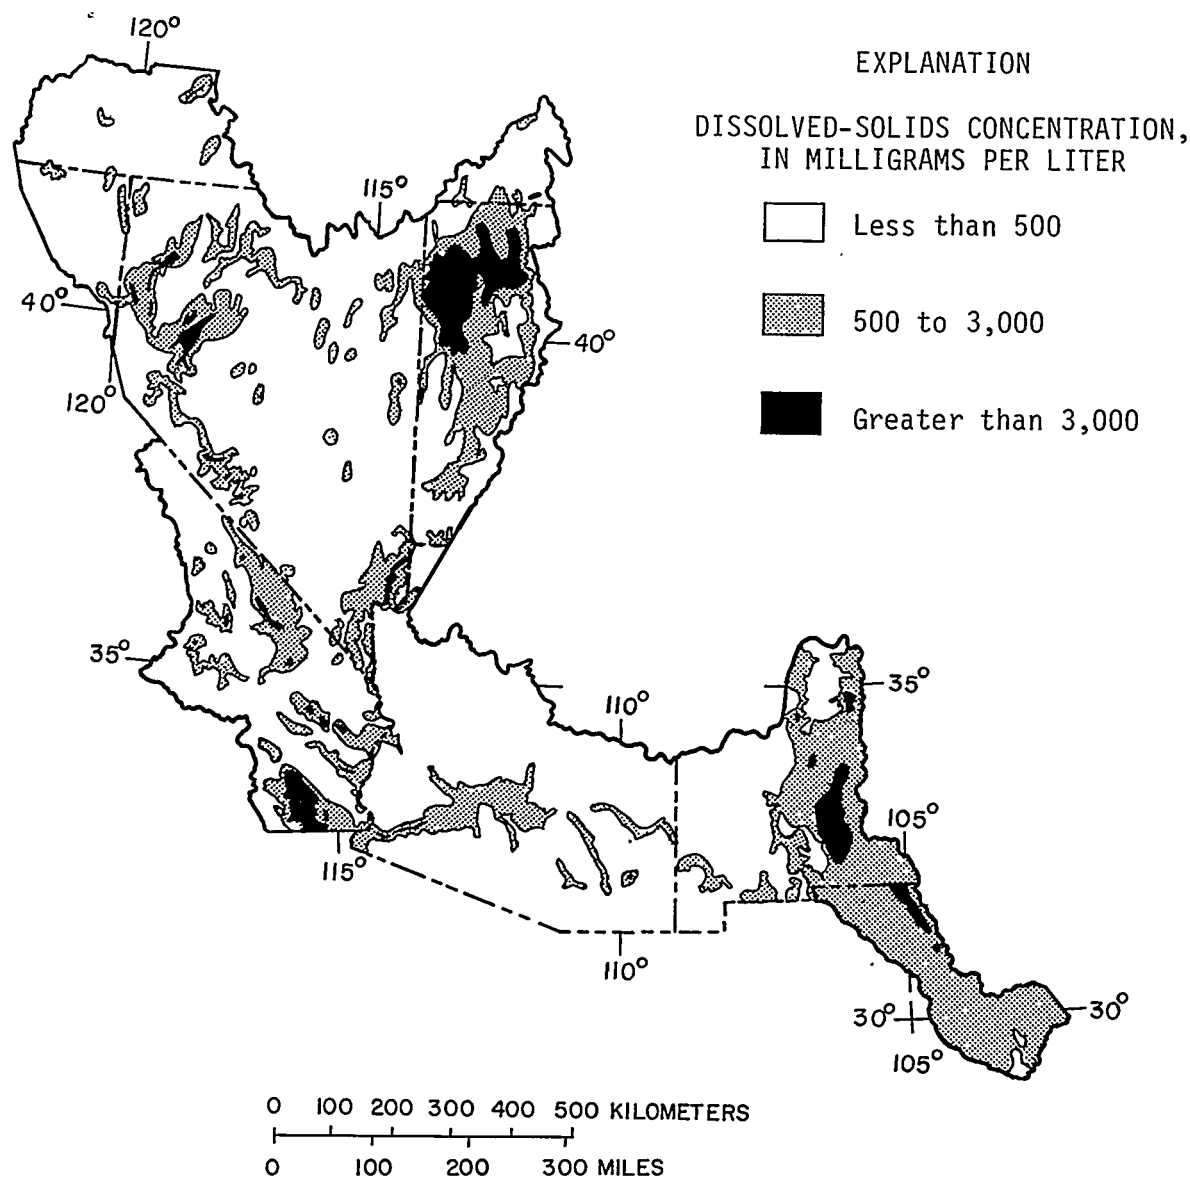 120°
EXPLANATION
DISSOLVED-SOLIDS CONCENTRATION,
IN MILLIGRAMS PER LITER
115°
Less than 500
40°
500 to 3,000
40°
120°
Greater than 3,000
35°
35°
110°
105°
115°
110°
30°
30°
105°
0 100 200 300 400 500 KILOMETERS
0 100 200 300 MILES